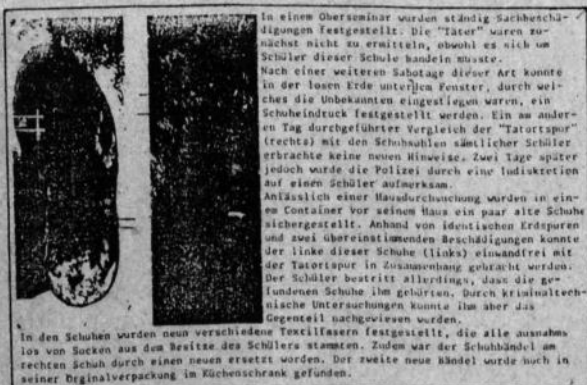 In einem Oberseminar wurden ständig Sachbeschä-
digungen festgestellt. Die "Täter" waren zu-
nächst nicht zu ermitteln, obwohl es sich um
Schüler dieser Schule handeln musste.
Nach einer weiteren Sabotage dieser Art konnte
in der losen Erde unter dem Fenster, durch wel-
ches die Unbekannten eingestiegen waren, ein
Schuheindruck festgestellt werden. Ein am ander-
en Tag durchgeführter Vergleich der "Tatortspur"
(rechts) mit den Schuhsohlen sämtlicher Schüler
erbrachte keine neuen Hinweise. Zwei Tage später
jedoch wurde die Polizei durch eine Indiskretion
auf einen Schüler aufmerksam.
Anlässlich einer Hausdurchsuchung wurden in ein-
em Container vor seinem Haus ein paar alte Schuhe
sichergestellt. Anhand von identischen Erdspuren
und zwei übereinstimmenden Beschädigungen konnte
der linke dieser Schuhe (links) einwandfrei mit
der Tatortspur in Zusammenhang gebracht werden.
Der Schüler bestritt allerdings, dass die ge-
fundenen Schuhe ihm gehörten. Durch kriminaltech-
nische Untersuchungen konnte ihm aber das
Gegenteil nachgewiesen werden.
In den Schuhen wurden neun verschiedene Textilfasern festgestellt, die alle ausnahms
los von Socken aus dem Besitze des Schülers stammten. Zudem war der Schuhbändel am
rechten Schuh durch einen neuen ersetzt worden. Der zweite neue Bändel wurde noch in
seiner Orginalverpackung im Küchenschrank gefunden.